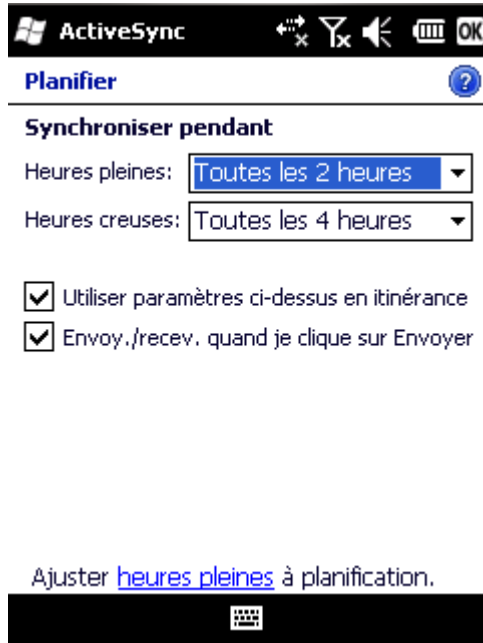 ActiveSync OK
Planifier ?
Synchroniser pendant
Heures pleines: Toutes les 2 heures
Heures creuses: Toutes les 4 heures
Utiliser paramètres ci-dessus en itinérance
Envoy./recev. quand je clique sur Envoyer
Ajuster heures pleines à planification.